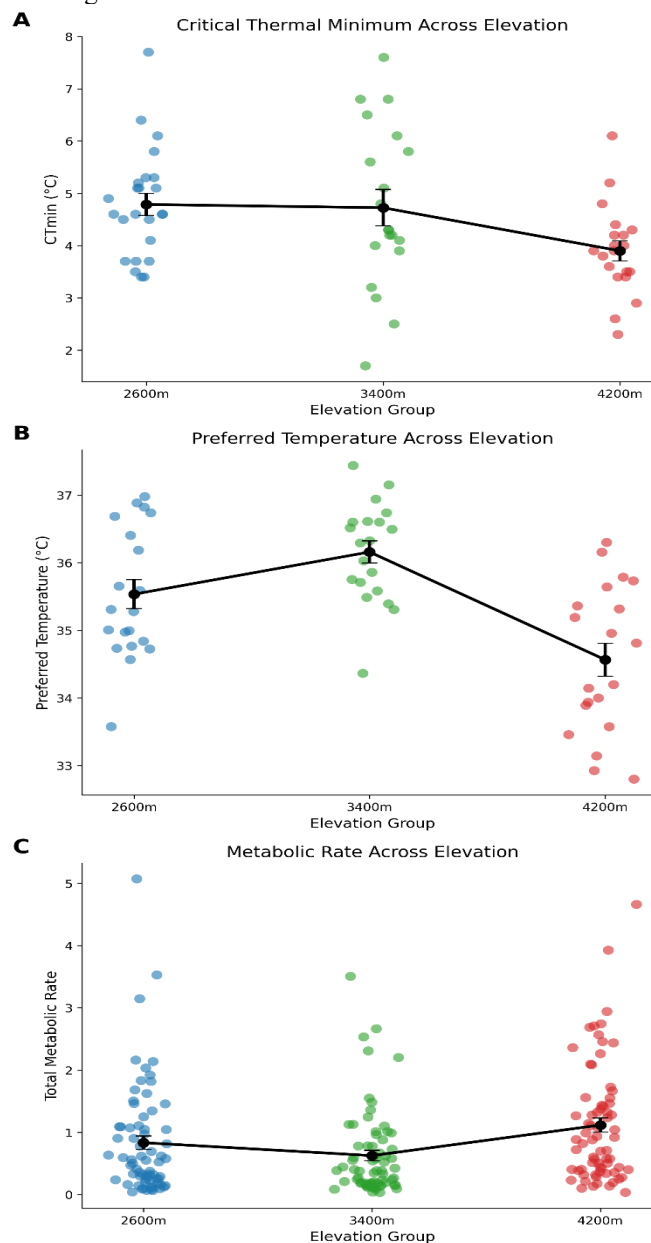 A
Critical Thermal Minimum Across Elevation
8
7
6
5
4
3
2
CTmin (°C)
2600m
3400m
4200m
Elevation Group
B
Preferred Temperature Across Elevation
37
36
35
34
33
Preferred Temperature (°C)
2600m
3400m
4200m
Elevation Group
C
Metabolic Rate Across Elevation
5
4
3
2
1
0
Total Metabolic Rate
2600m
3400m
4200m
Elevation Group